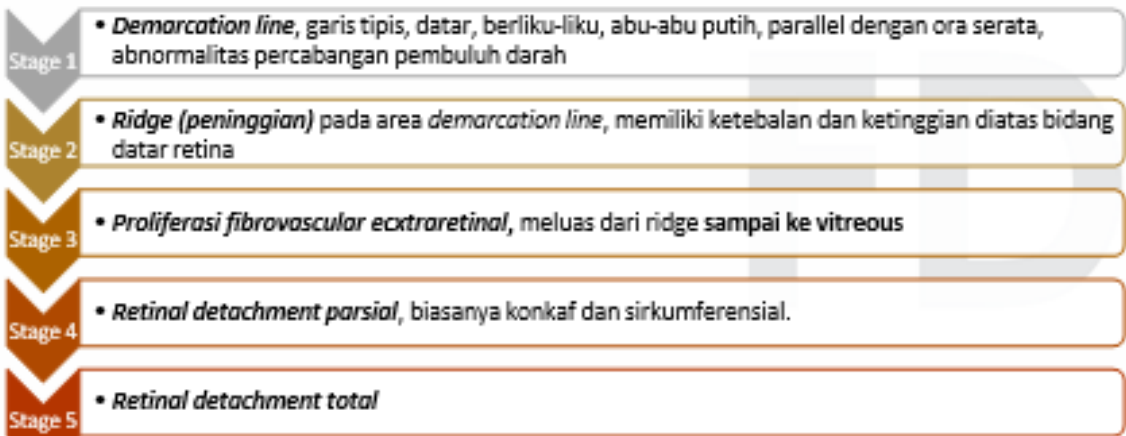 Stage 1
• Demarcation line, garis tipis, datar, berliku-liku, abu-abu putih, parallel dengan ora serata,
abnormalitas percabangan pembuluh darah
Stage 2
• Ridge (peninggian) pada area demarcation line, memiliki ketebalan dan ketinggian diatas bidang
datar retina
Stage 3
• Proliferasi fibrovascular ecxtraretinal, meluas dari ridge sampai ke vitreous
Stage 4
• Retinal detachment parsial, biasanya konkaf dan sirkumferensial.
Stage 5
• Retinal detachment total